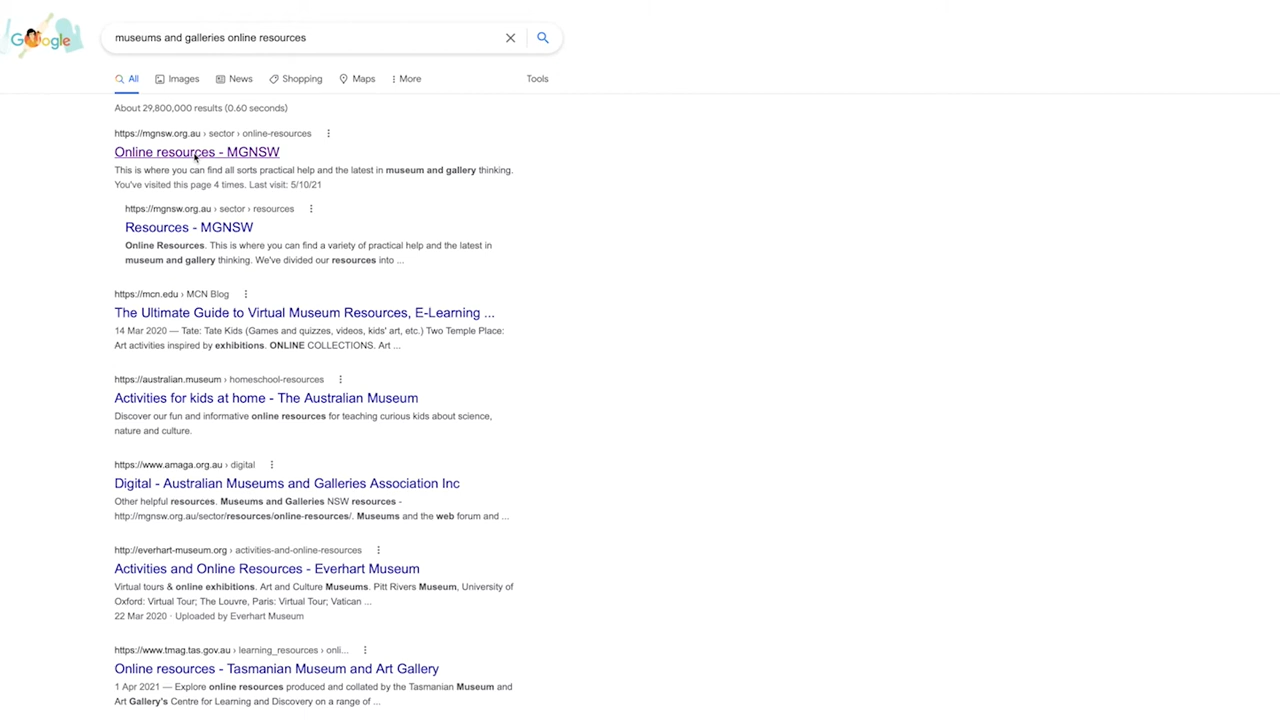 Google
museums and galleries online resources
All Images News Shopping Maps More Tools
About 29,800,000 results (0.60 seconds)
https://mgnsw.org.au › sector › online-resources
Online resources - MGNSW
This is where you can find all sorts practical help and the latest in museum and gallery thinking.
You've visited this page 4 times. Last visit: 5/10/21
https://mgnsw.org.au › sector › resources
Resources - MGNSW
Online Resources. This is where you can find a variety of practical help and the latest in
museum and gallery thinking. We've divided our resources into ...
https://mcn.edu › MCN Blog
The Ultimate Guide to Virtual Museum Resources, E-Learning ...
14 Mar 2020 — Tate: Tate Kids (Games and quizzes, videos, kids' art, etc.) Two Temple Place:
Art activities inspired by exhibitions. ONLINE COLLECTIONS. Art ...
https://australian.museum › homeschool-resources
Activities for kids at home - The Australian Museum
Discover our fun and informative online resources for teaching curious kids about science,
nature and culture.
https://www.amaga.org.au › digital
Digital - Australian Museums and Galleries Association Inc
Other helpful resources. Museums and Galleries NSW resources -
http://mgnsw.org.au/sector/resources/online-resources/. Museums and the web forum and ...
http://everhart-museum.org › activities-and-online-resources
Activities and Online Resources - Everhart Museum
Virtual tours & online exhibitions. Art and Culture Museums. Pitt Rivers Museum, University of
Oxford: Virtual Tour; The Louvre, Paris: Virtual Tour; Vatican ...
22 Mar 2020 · Uploaded by Everhart Museum
https://www.tmag.tas.gov.au › learning_resources › onli...
Online resources - Tasmanian Museum and Art Gallery
1 Apr 2021 — Explore online resources produced and collated by the Tasmanian Museum and
Art Gallery's Centre for Learning and Discovery on a range of ...